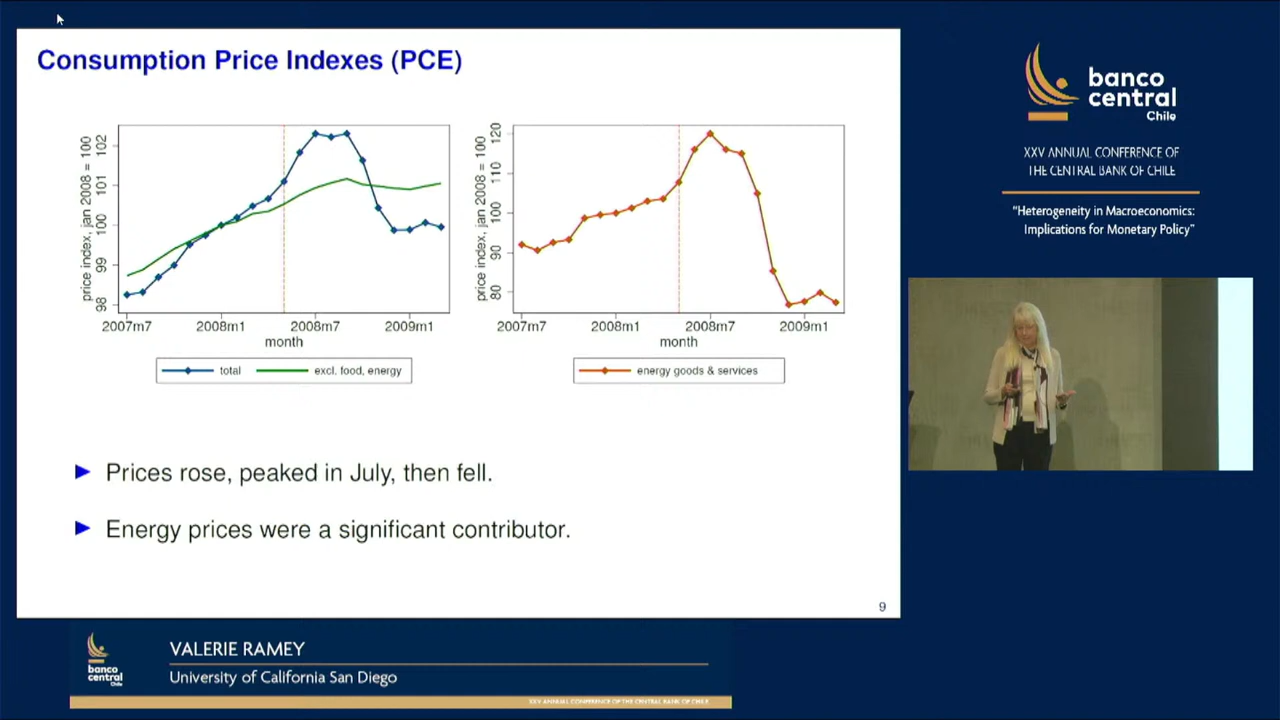 Consumption Price Indexes (PCE)
price index, jan 2008 = 100
98 99 100 101 102
2007m7 2008m1 2008m7 2009m1
month
total excl. food, energy
price index, jan 2008 = 100
80 90 100 110 120
2007m7 2008m1 2008m7 2009m1
month
energy goods & services
Prices rose, peaked in July, then fell.
Energy prices were a significant contributor.
9
banco
central
Chile
XXV ANNUAL CONFERENCE OF
THE CENTRAL BANK OF CHILE
“Heterogeneity in Macroeconomics:
Implications for Monetary Policy”
banco
central
Chile
VALERIE RAMEY
University of California San Diego
XXV ANNUAL CONFERENCE OF THE CENTRAL BANK OF CHILE